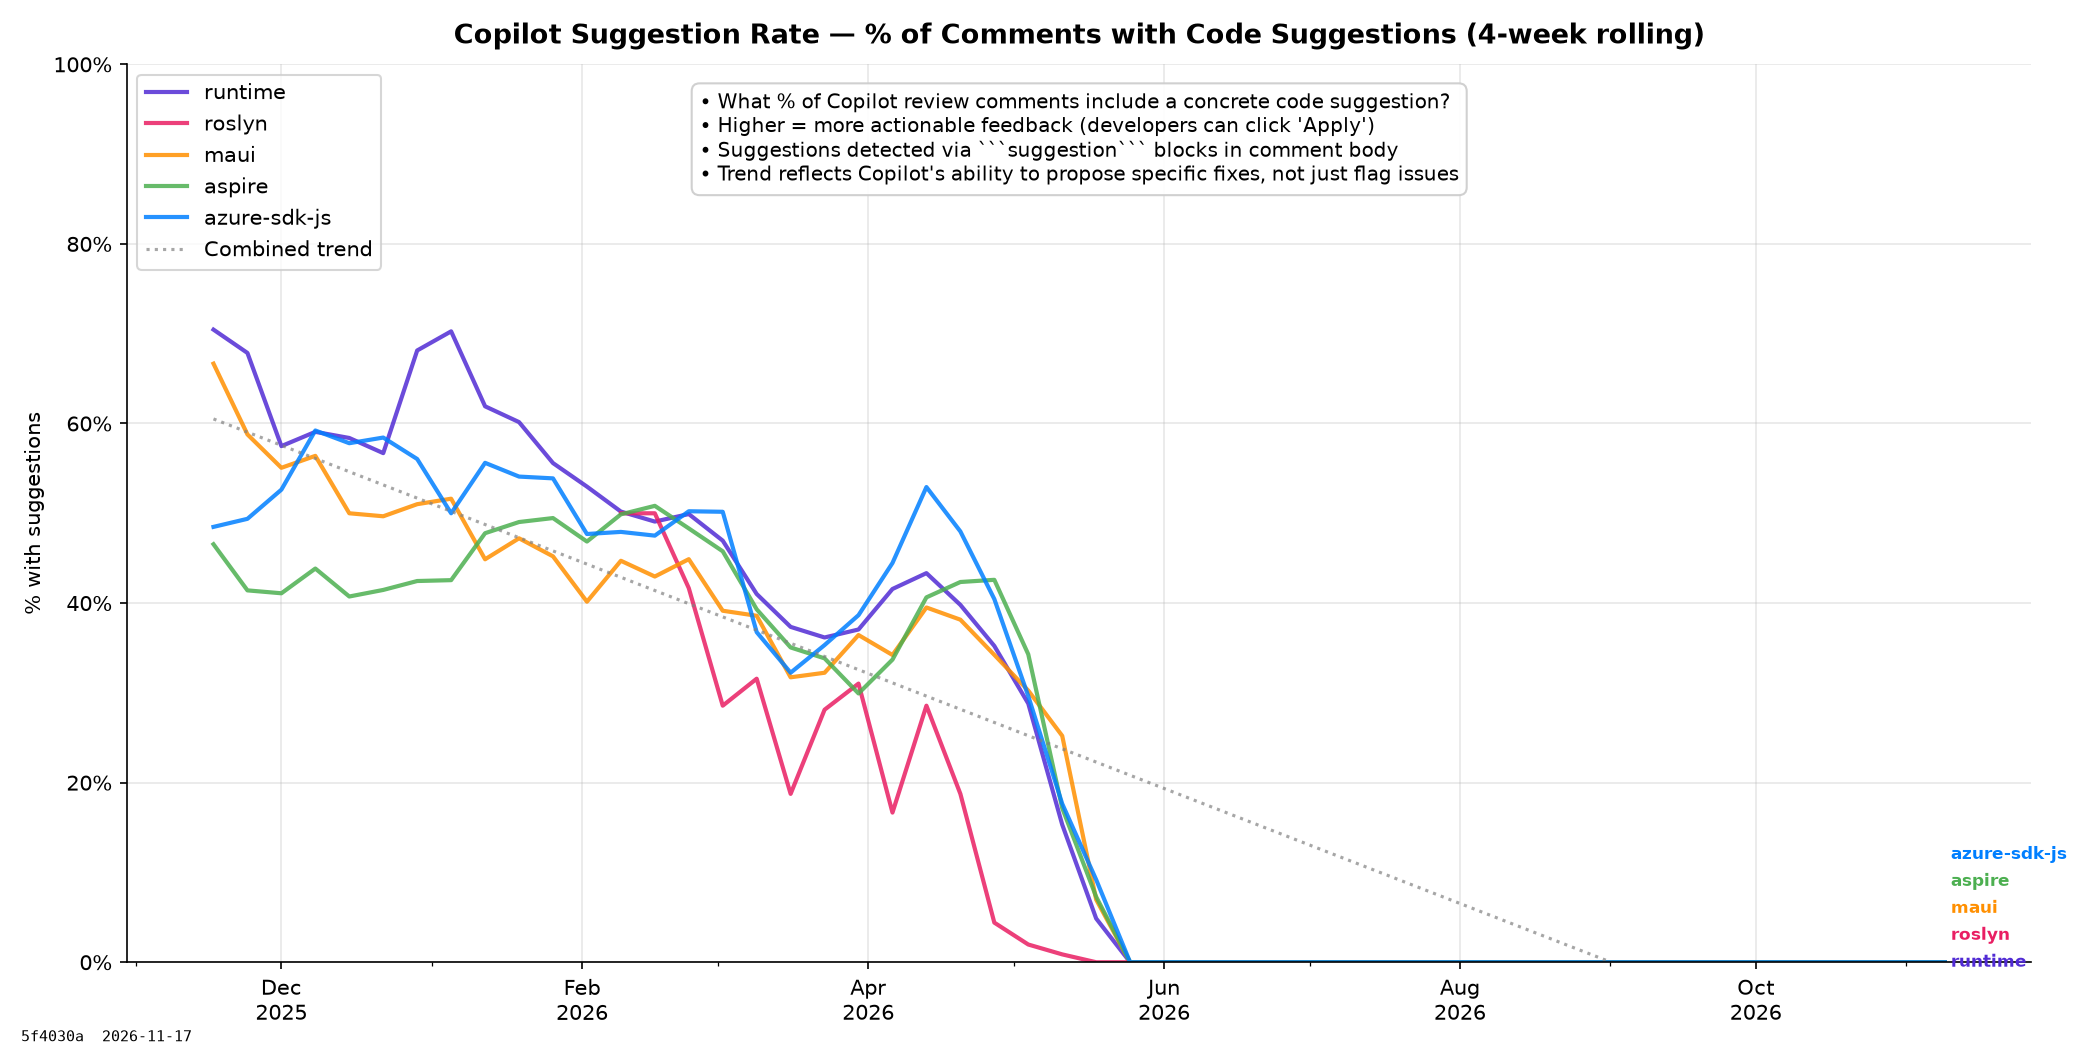 Copilot Suggestion Rate — % of Comments with Code Suggestions (4-week rolling)
100%
80%
60%
40%
20%
0%
% with suggestions
runtime
roslyn
maui
aspire
azure-sdk-js
Combined trend
• What % of Copilot review comments include a concrete code suggestion?
• Higher = more actionable feedback (developers can click 'Apply')
• Suggestions detected via ```suggestion``` blocks in comment body
• Trend reflects Copilot's ability to propose specific fixes, not just flag issues
azure-sdk-js
aspire
maui
roslyn
runtime
Dec
2025
Feb
2026
Apr
2026
Jun
2026
Aug
2026
Oct
2026
5f4030a  2026-11-17